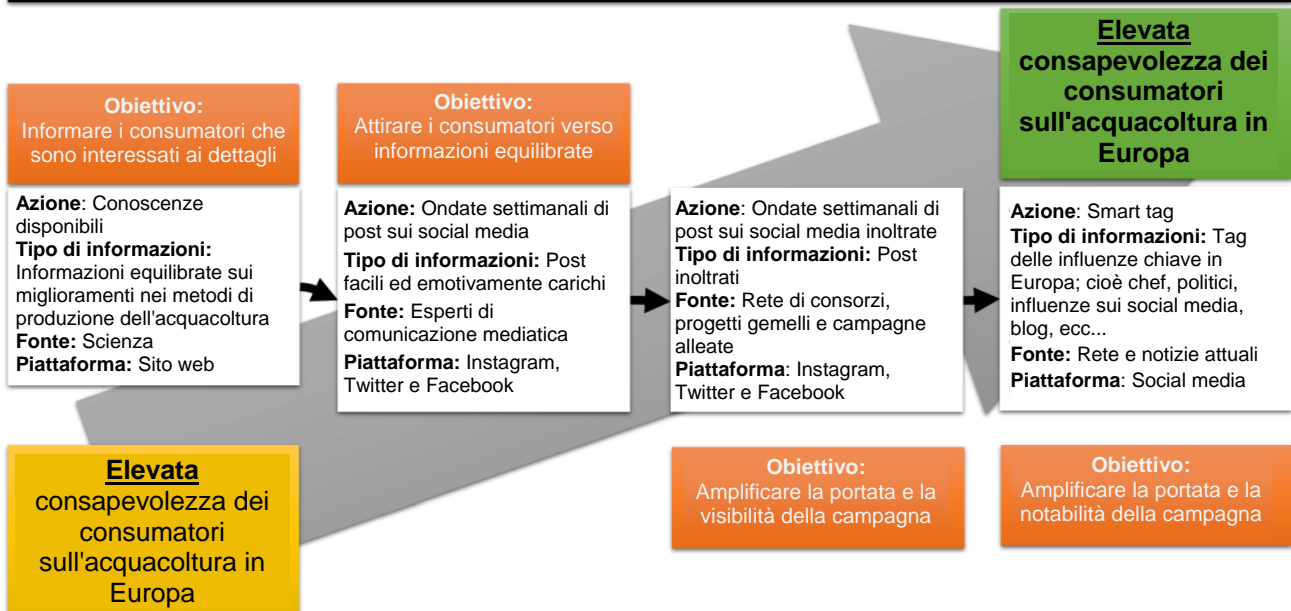 Obiettivo:
Informare i consumatori che
sono interessati ai dettagli
Azione: Conoscenze
disponibili
Tipo di informazioni:
Informazioni equilibrate sui
miglioramenti nei metodi di
produzione dell'acquacoltura
Fonte: Scienza
Piattaforma: Sito web
Obiettivo:
Attirare i consumatori verso
informazioni equilibrate
Azione: Ondate settimanali di
post sui social media
Tipo di informazioni: Post
facili ed emotivamente carichi
Fonte: Esperti di
comunicazione mediatica
Piattaforma: Instagram,
Twitter e Facebook
Azione: Ondate settimanali di
post sui social media inoltrate
Tipo di informazioni: Post
inoltrati
Fonte: Rete di consorzi,
progetti gemelli e campagne
alleate
Piattaforma: Instagram,
Twitter e Facebook
Obiettivo:
Amplificare la portata e la
visibilità della campagna
Elevata
consapevolezza dei
consumatori
sull'acquacoltura in
Europa
Azione: Smart tag
Tipo di informazioni: Tag
delle influenze chiave in
Europa; cioè chef, politici,
influenze sui social media,
blog, ecc...
Fonte: Rete e notizie attuali
Piattaforma: Social media
Obiettivo:
Amplificare la portata e la
notabilità della campagna
Elevata
consapevolezza dei
consumatori
sull'acquacoltura in
Europa